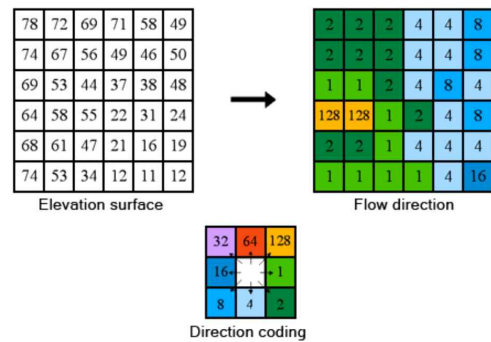 78 72 69 71 58 49
74 67 56 49 46 50
69 53 44 37 38 48
64 58 55 22 31 24
68 61 47 21 16 19
74 53 34 12 11 12
Elevation surface
2 2 2 4 4 8
2 2 2 4 4 8
1 1 2 4 8 4
128 128 1 2 4 8
2 2 1 4 4 4
1 1 1 1 4 16
Flow direction
32 64 128
16 1
8 4 2
Direction coding